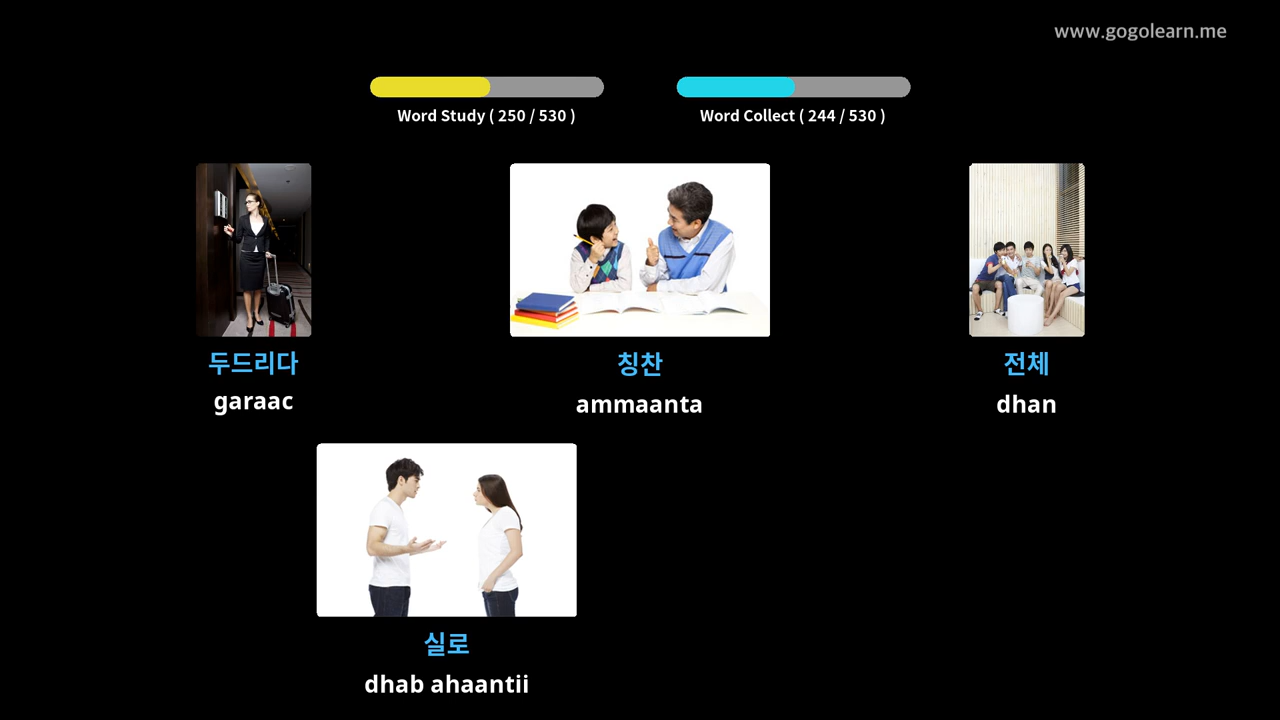 www.gogolearn.me
Word Study ( 250 / 530 )
Word Collect ( 244 / 530 )
두드리다
garaac
칭찬
ammaanta
전체
dhan
실로
dhab ahaantii